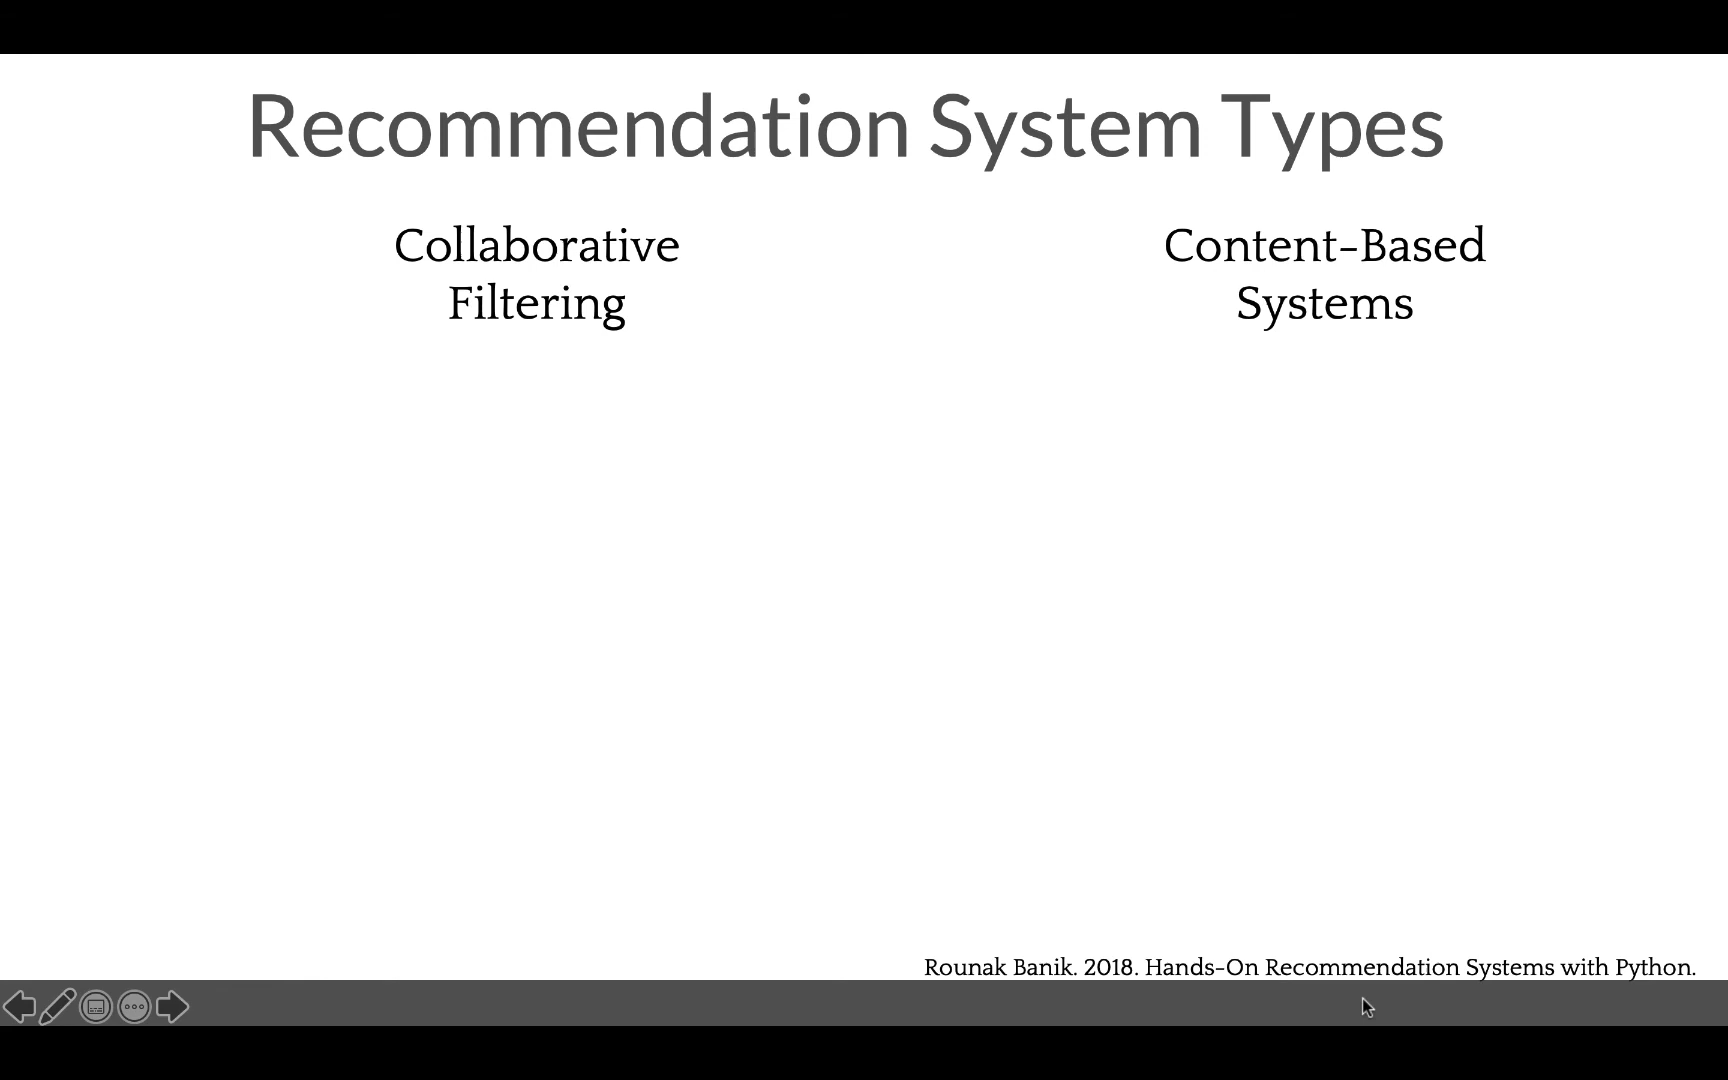 Recommendation System Types
Collaborative
Filtering
Content-Based
Systems
Rounak Banik. 2018. Hands-On Recommendation Systems with Python.